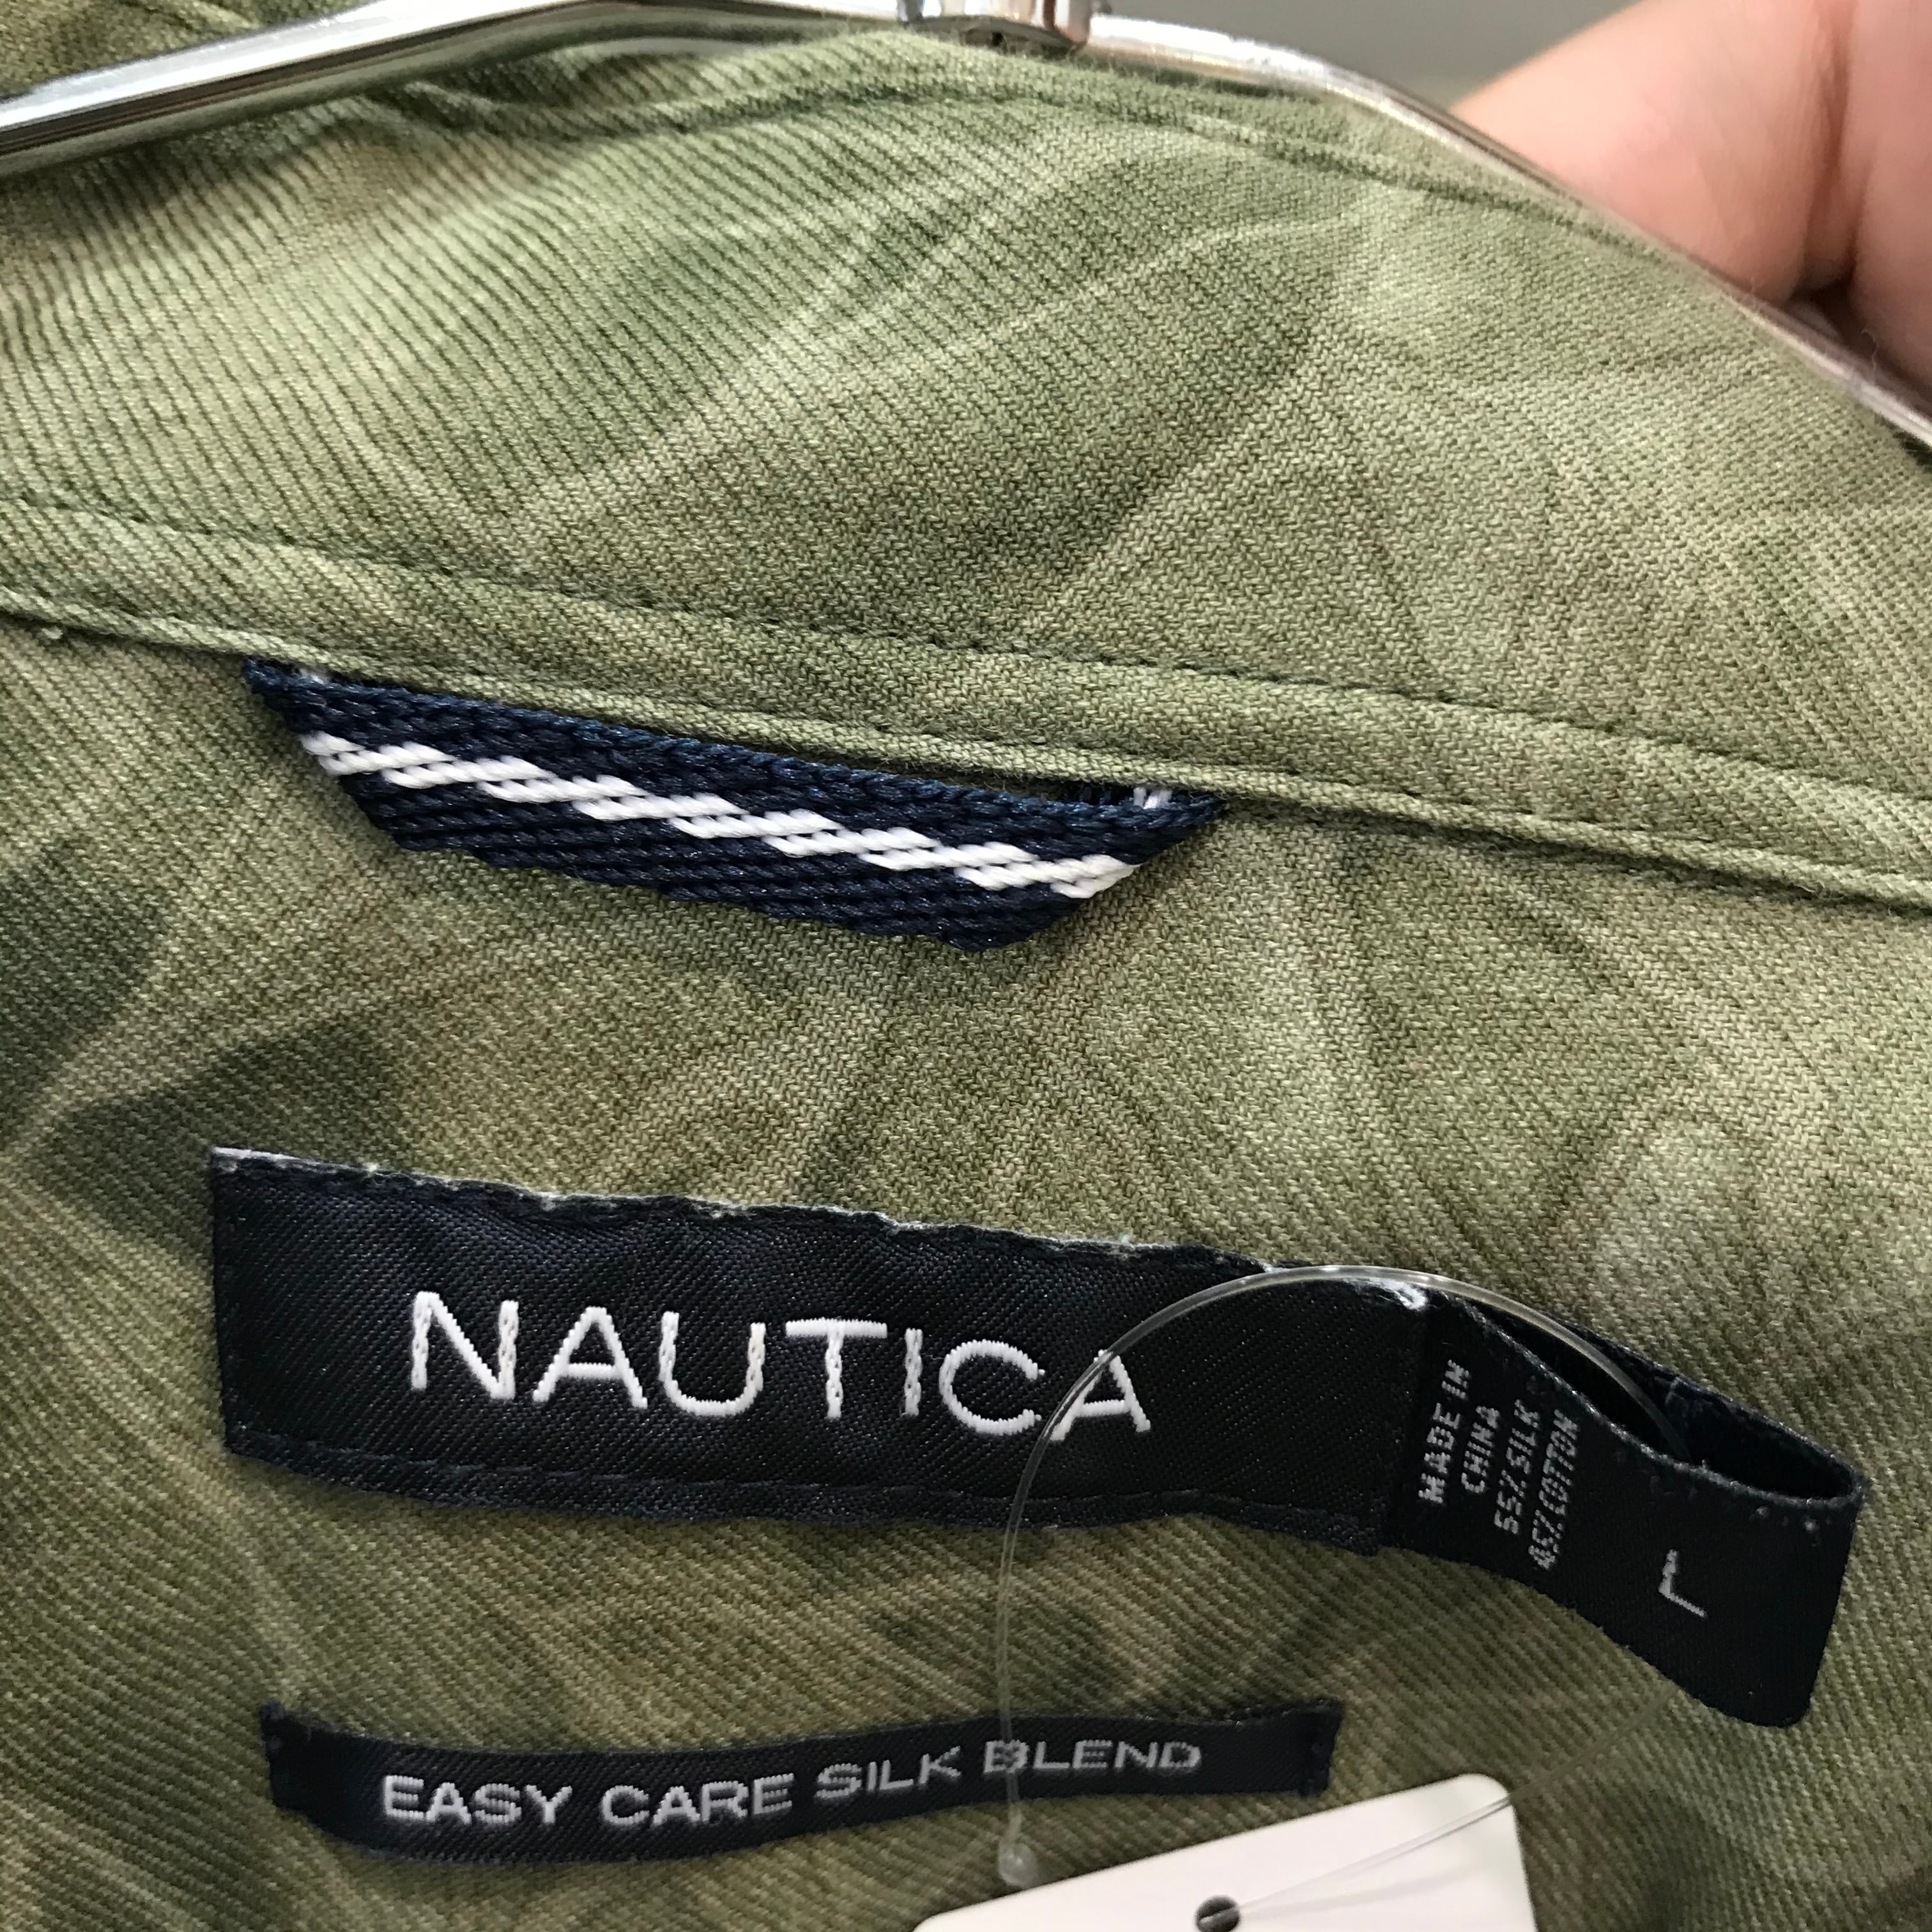 NAUTICA
MADE IN
CHINA
55% SILK
45% COTTON
L
EASY CARE SILK BLEND